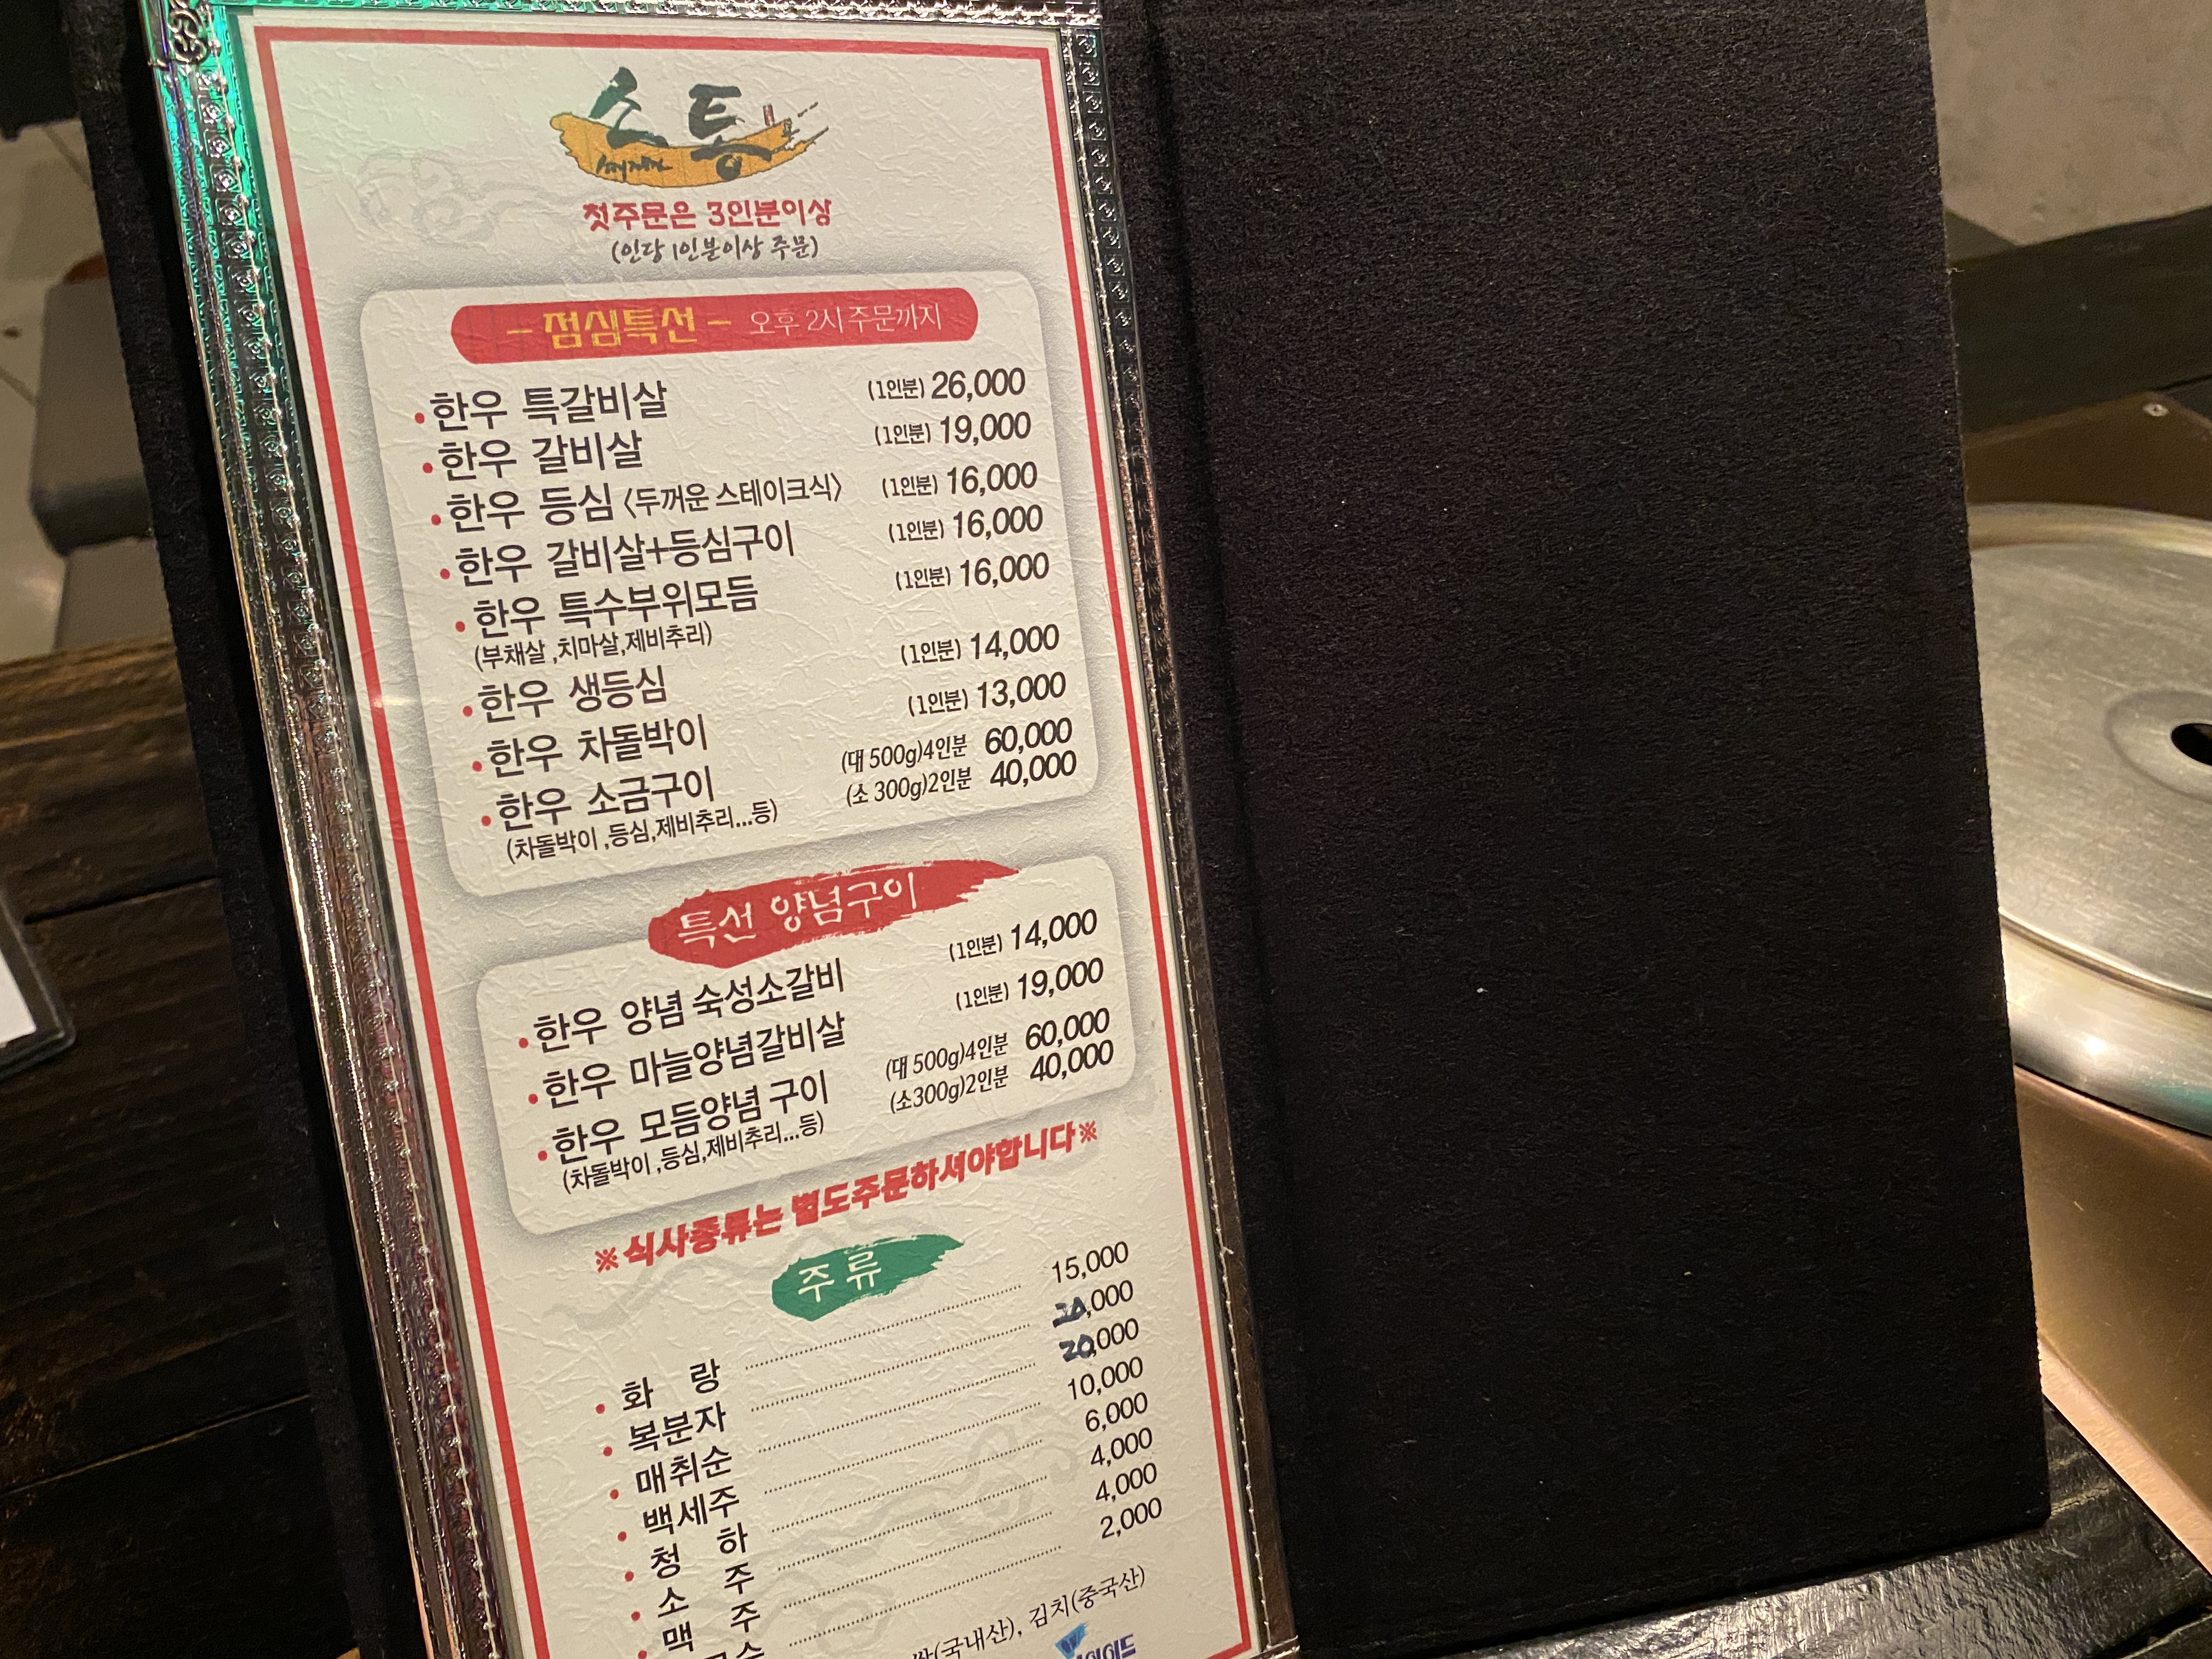 소통
첫주문은 3인분이상
(인당 1인분이상 주문)
- 점심특선 - 오후 2시 주문까지
•한우 특갈비살 (1인분) 26,000
•한우 갈비살 (1인분) 19,000
•한우 등심 〈두꺼운 스테이크식〉 (1인분) 16,000
•한우 갈비살+등심구이 (1인분) 16,000
•한우 특수부위모듬 (1인분) 16,000
(부채살 ,치마살,제비추리)
•한우 생등심 (1인분) 14,000
•한우 차돌박이 (1인분) 13,000
•한우 소금구이 (대 500g)4인분 60,000
(소 300g)2인분 40,000
(차돌박이 ,등심,제비추리...등)
특선 양념구이
•한우 양념 숙성소갈비 (1인분) 14,000
•한우 마늘양념갈비살 (1인분) 19,000
•한우 모듬양념 구이 (대 500g)4인분 60,000
(소300g)2인분 40,000
(차돌박이 ,등심,제비추리...등)
※식사종류는 별도주문하셔야합니다※
주류
• 화 랑 15,000
• 복분자 20,000
• 매취순 20,000
• 백세주 10,000
• 청 하 6,000
• 소 주 4,000
• 맥 주 4,000
2,000
(국내산), 김치(중국산)